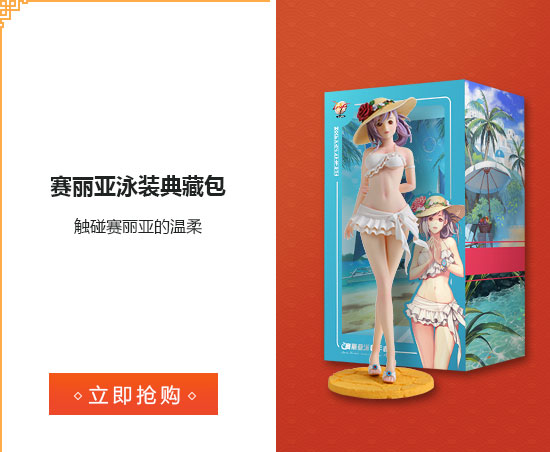 赛丽亚泳装典藏包
触碰赛丽亚的温柔
立即抢购